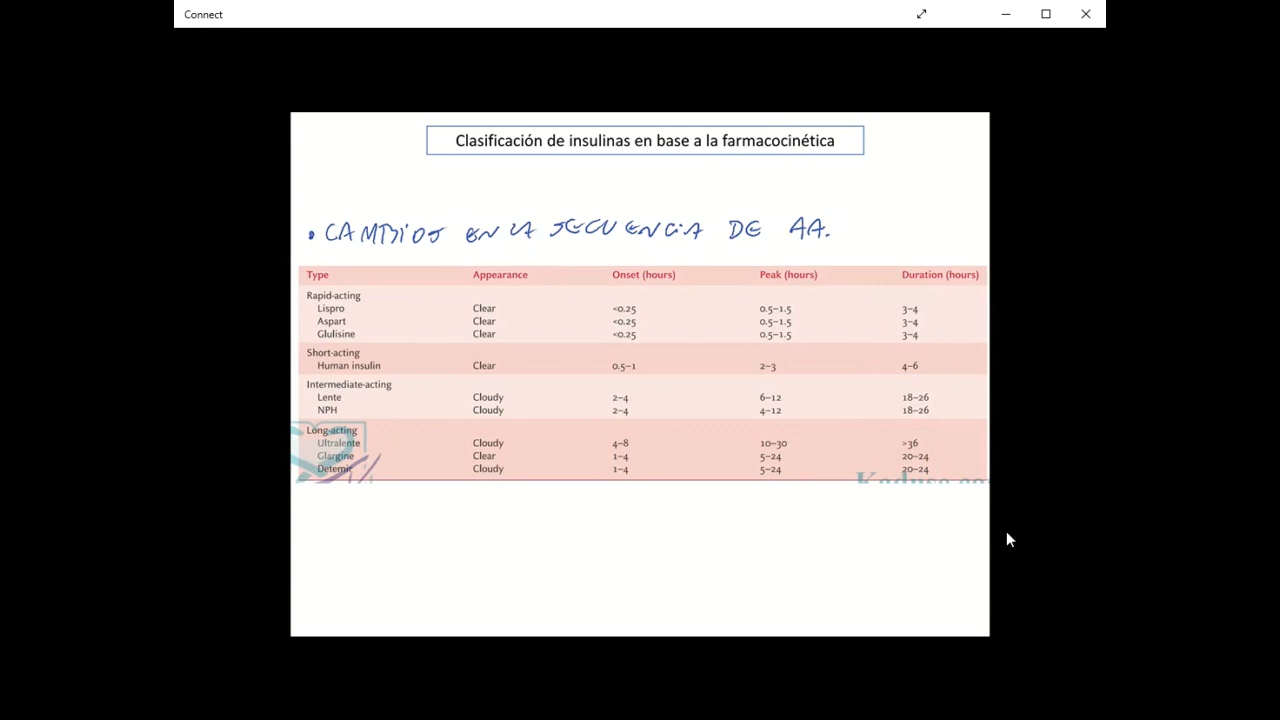 Connect
Clasificación de insulinas en base a la farmacocinética
• CAMBIOS EN LA SECUENCIA DE AA.
Type Appearance Onset (hours) Peak (hours) Duration (hours)
Rapid-acting
Lispro Clear <0.25 0.5–1.5 3–4
Aspart Clear <0.25 0.5–1.5 3–4
Glulisine Clear <0.25 0.5–1.5 3–4
Short-acting
Human insulin Clear 0.5–1 2–3 4–6
Intermediate-acting
Lente Cloudy 2–4 6–12 18–26
NPH Cloudy 2–4 4–12 18–26
Long-acting
Ultralente Cloudy 4–8 10–30 >36
Glargine Clear 1–4 5–24 20–24
Detemir Cloudy 1–4 5–24 20–24